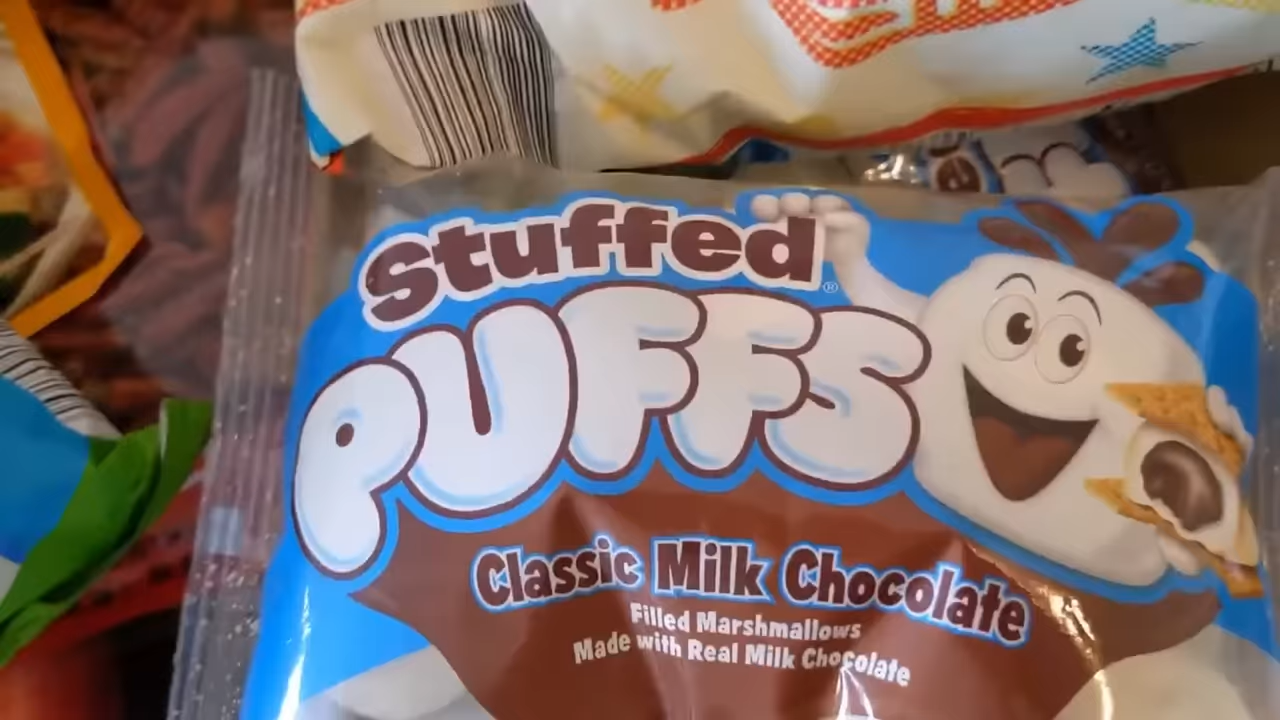 Stuffed
PUFFS®
Classic Milk Chocolate
Filled Marshmallows
Made with Real Milk Chocolate